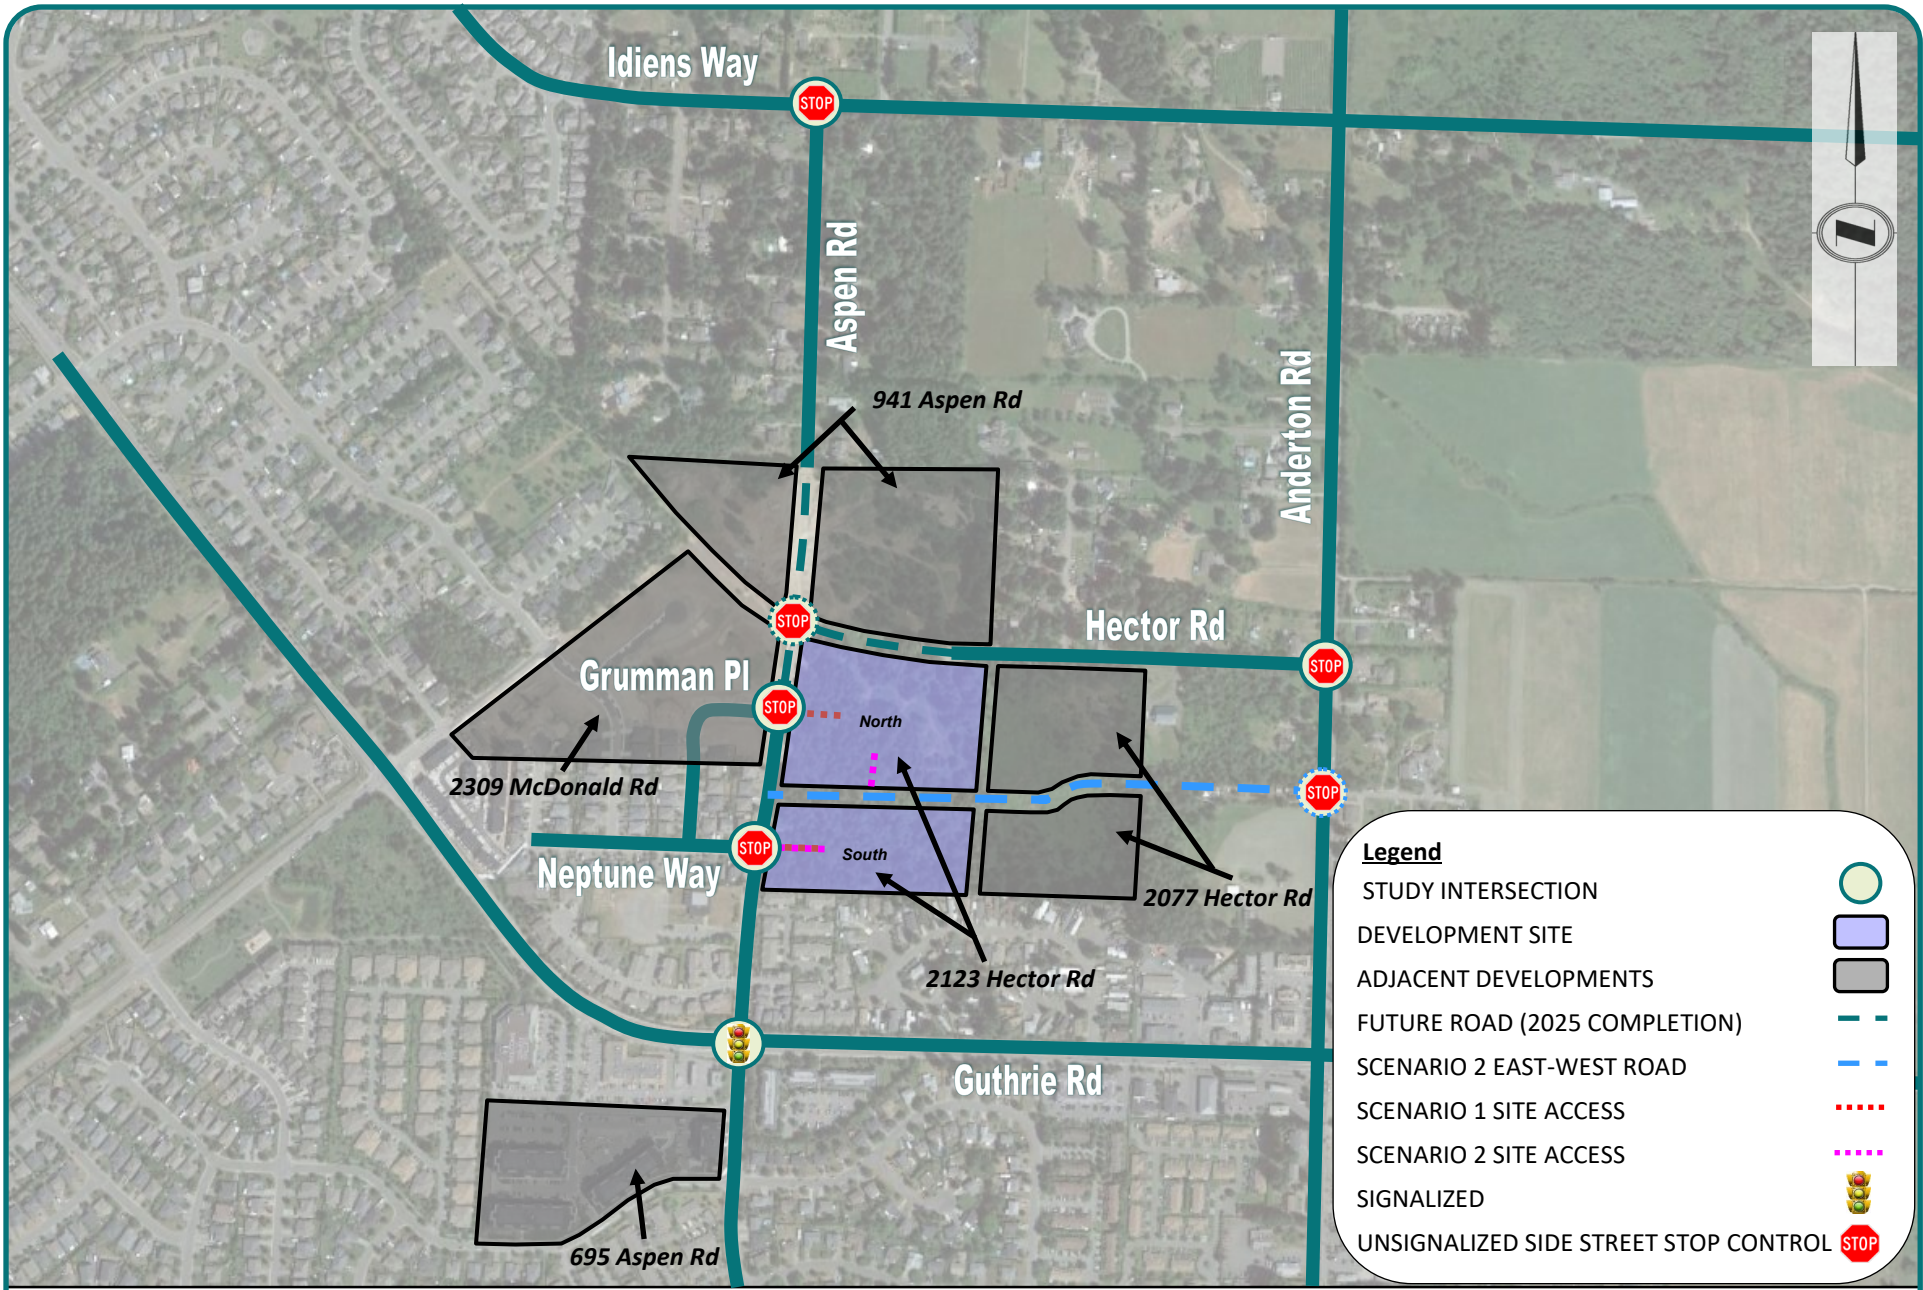 Idiens Way
STOP
Aspen Rd
Anderton Rd
941 Aspen Rd
STOP
Hector Rd
STOP
Grumman Pl
STOP
North
2309 McDonald Rd
STOP
STOP
South
Neptune Way
2077 Hector Rd
2123 Hector Rd
Guthrie Rd
695 Aspen Rd
N
Legend
STUDY INTERSECTION
DEVELOPMENT SITE
ADJACENT DEVELOPMENTS
FUTURE ROAD (2025 COMPLETION)
SCENARIO 2 EAST-WEST ROAD
SCENARIO 1 SITE ACCESS
SCENARIO 2 SITE ACCESS
SIGNALIZED
UNSIGNALIZED SIDE STREET STOP CONTROL
STOP